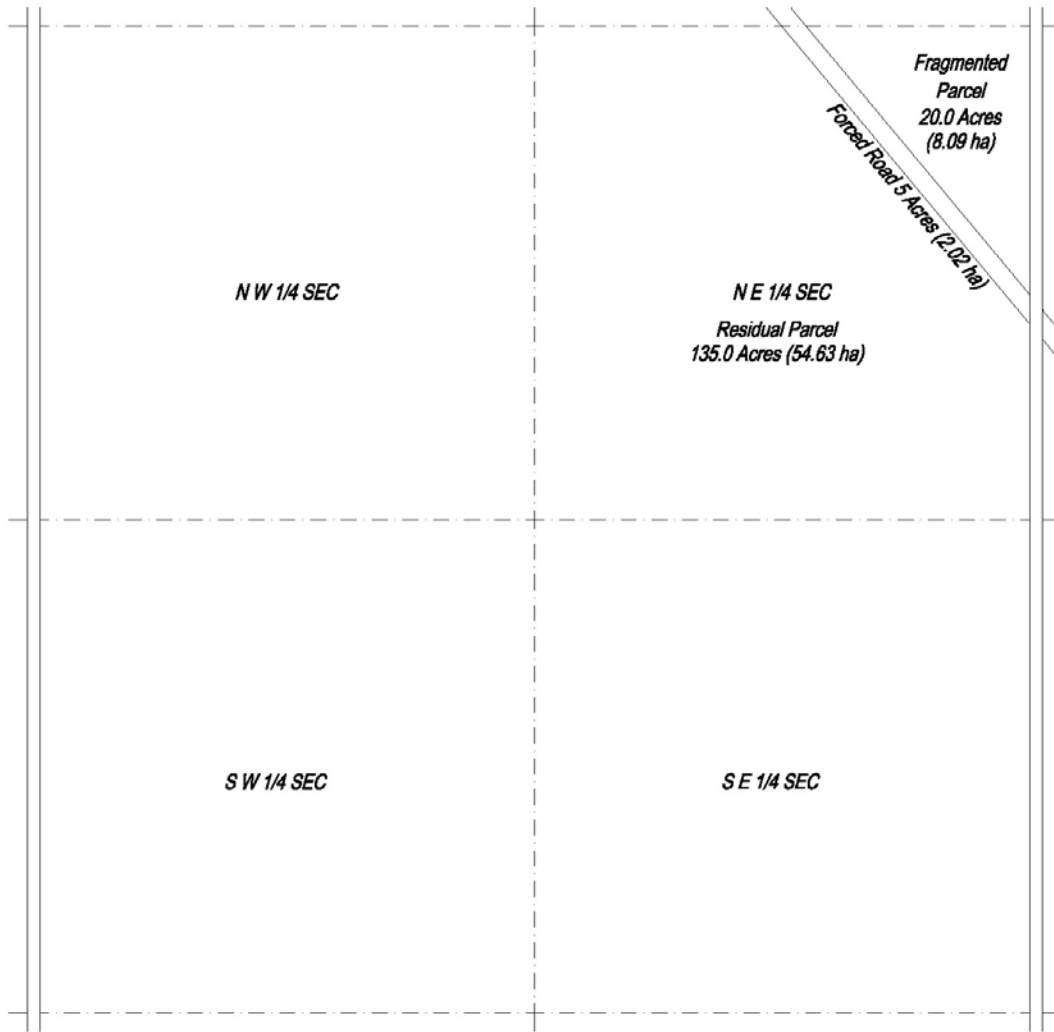 Fragmented
Parcel
20.0 Acres
(8.09 ha)
Forced Road 5 Acres (2.02 ha)
N W 1/4 SEC
N E 1/4 SEC
Residual Parcel
135.0 Acres (54.63 ha)
S W 1/4 SEC
S E 1/4 SEC